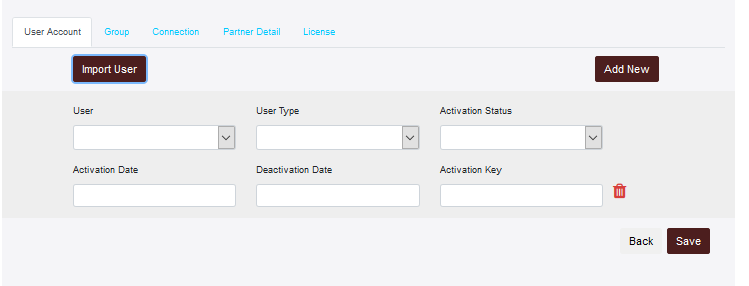 User Account Group Connection Partner Detail License
Import User Add New
User User Type Activation Status
Activation Date Deactivation Date Activation Key
Back Save